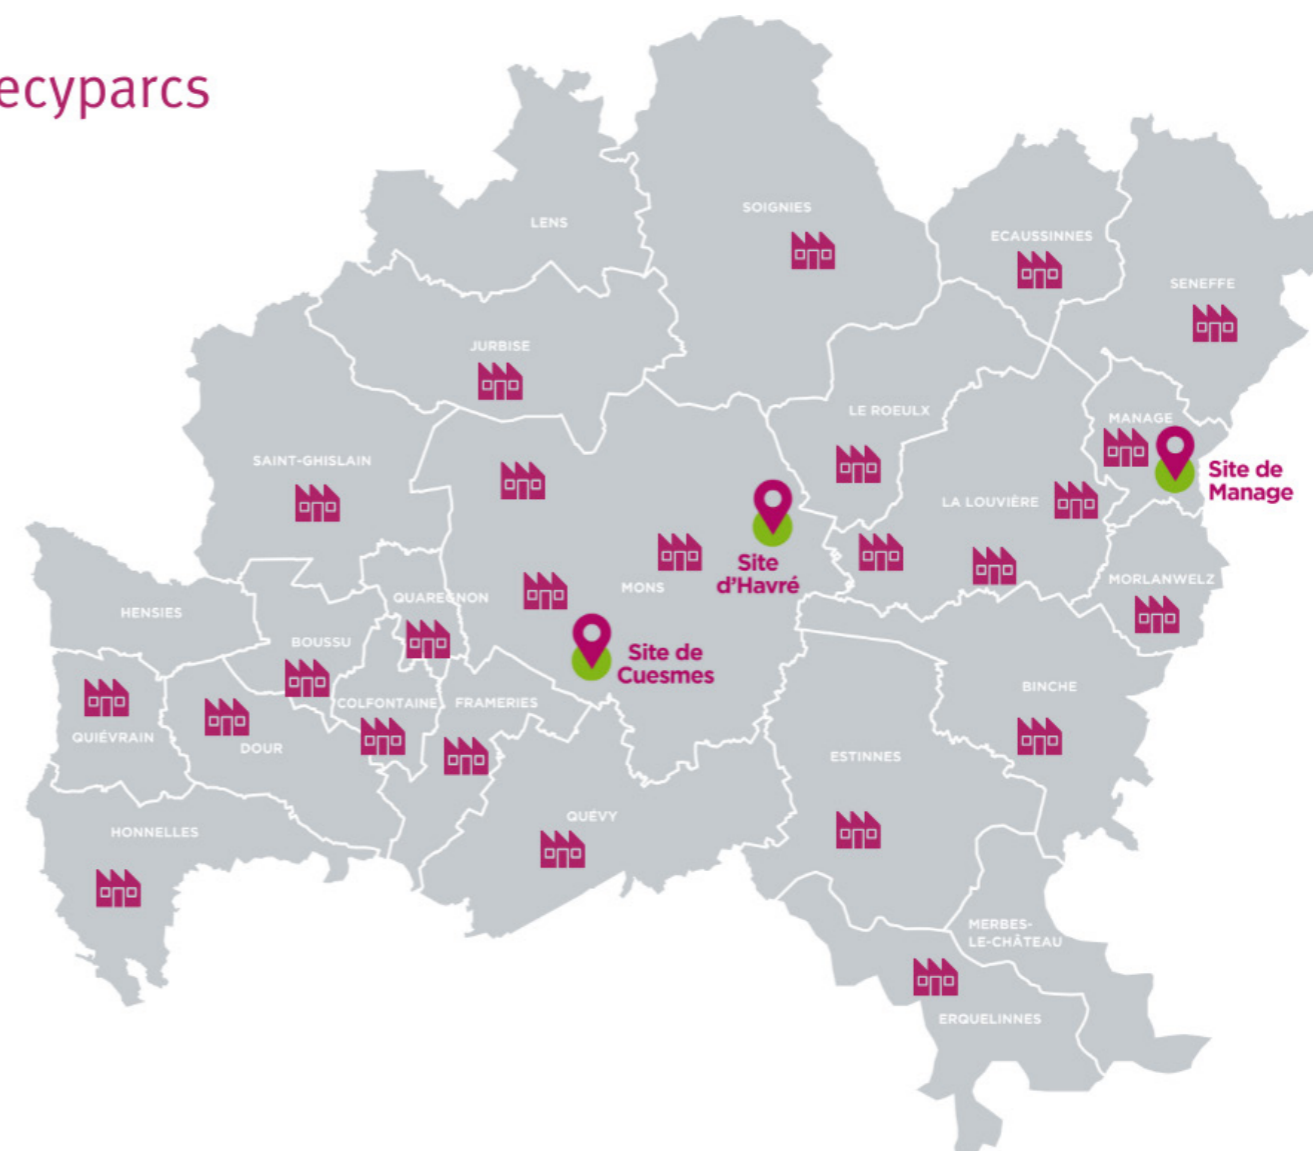 ecyparcs
SOIGNIES
LENS
ECAUSSINNES
SENEFFE
JURBISE
LE ROEULX
MANAGE
SAINT-GHISLAIN
Site de
Manage
LA LOUVIÈRE
Site
d'Havré
MORLANWELZ
MONS
QUAREGNON
HENSIES
BOUSSU
Site de
Cuesmes
BINCHE
COLFONTAINE
FRAMERIES
QUIÉVRAIN
DOUR
ESTINNES
QUÉVY
HONNELLES
MERBES-
LE-CHÂTEAU
ERQUELINNES